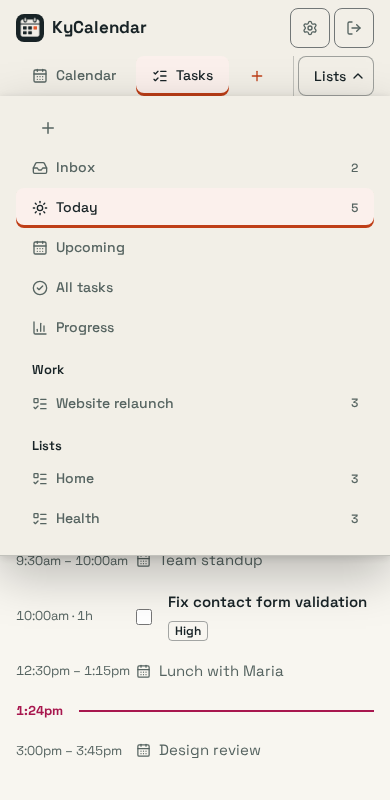 KyCalendar
Calendar
Tasks
Lists
Inbox 2
Today 5
Upcoming
All tasks
Progress
Work
Website relaunch 3
Lists
Home 3
Health 3
9:30am – 10:00am Team standup
10:00am · 1h Fix contact form validation
High
12:30pm – 1:15pm Lunch with Maria
1:24pm
3:00pm – 3:45pm Design review